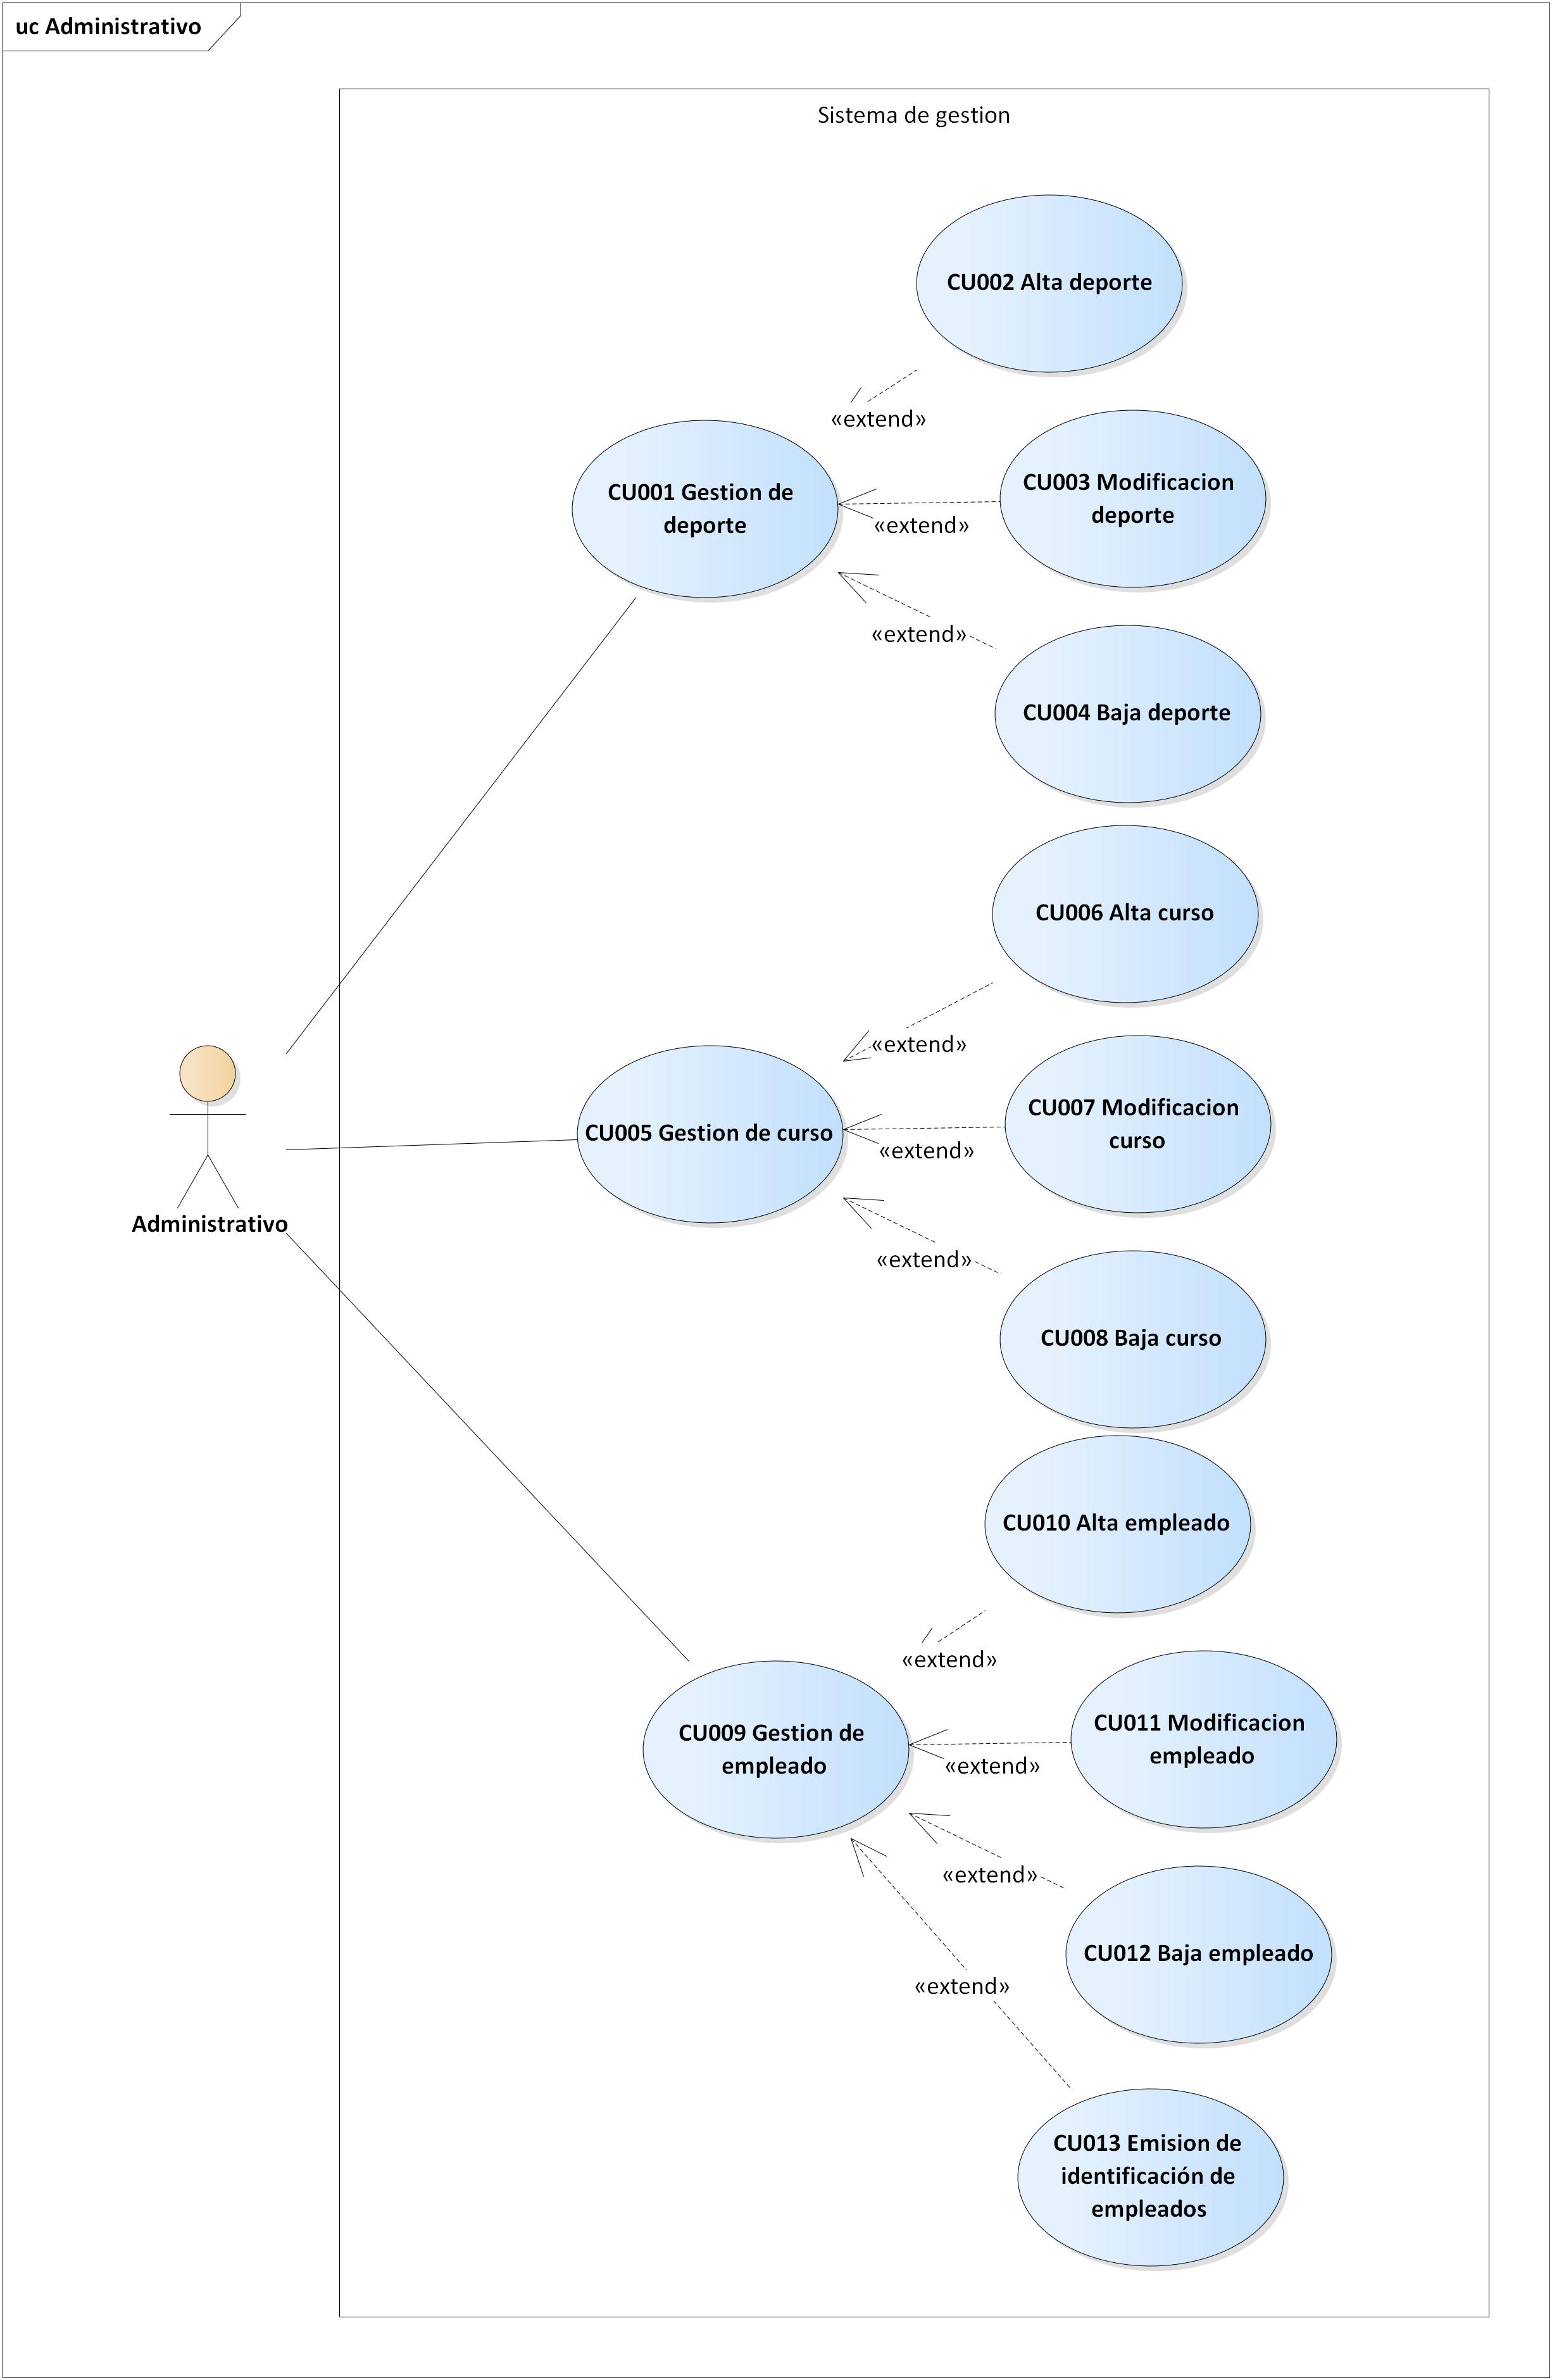 uc Administrativo
Sistema de gestion
CU002 Alta deporte
«extend»
CU001 Gestion de
deporte
CU003 Modificacion
deporte
«extend»
«extend»
CU004 Baja deporte
CU006 Alta curso
«extend»
CU005 Gestion de curso
CU007 Modificacion
curso
«extend»
Administrativo
«extend»
CU008 Baja curso
CU010 Alta empleado
«extend»
CU009 Gestion de
empleado
CU011 Modificacion
empleado
«extend»
«extend»
CU012 Baja empleado
«extend»
CU013 Emision de
identificación de
empleados